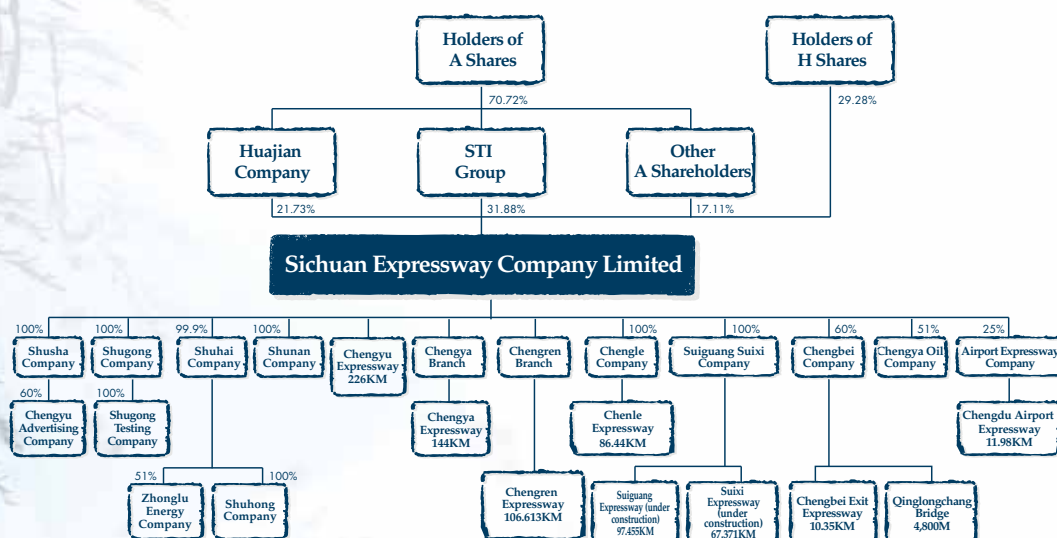 Holders of
A Shares
Holders of
H Shares
70.72%
29.28%
Huajian
Company
STI
Group
Other
A Shareholders
21.73%
31.88%
17.11%
Sichuan Expressway Company Limited
100%
100%
99.9%
100%
100%
100%
60%
51%
25%
Shusha
Company
Shugong
Company
Shuhai
Company
Shunan
Company
Chengyu
Expressway
226KM
Chengya
Branch
Chengren
Branch
Chengle
Company
Suiguang Suixi
Company
Chengbei
Company
Chengya Oil
Company
Airport Expressway
Company
60%
100%
Chengyu
Advertising
Company
Shugong
Testing
Company
Chengya
Expressway
144KM
Chenle
Expressway
86.44KM
Chengdu Airport
Expressway
11.98KM
51%
100%
Zhonglu
Energy
Company
Shuhong
Company
Chengren
Expressway
106.613KM
Suiguang
Expressway (under
construction)
97.455KM
Suixi
Expressway
(under
construction)
67.371KM
Chengbei Exit
Expressway
10.35KM
Qinglongchang
Bridge
4,800M